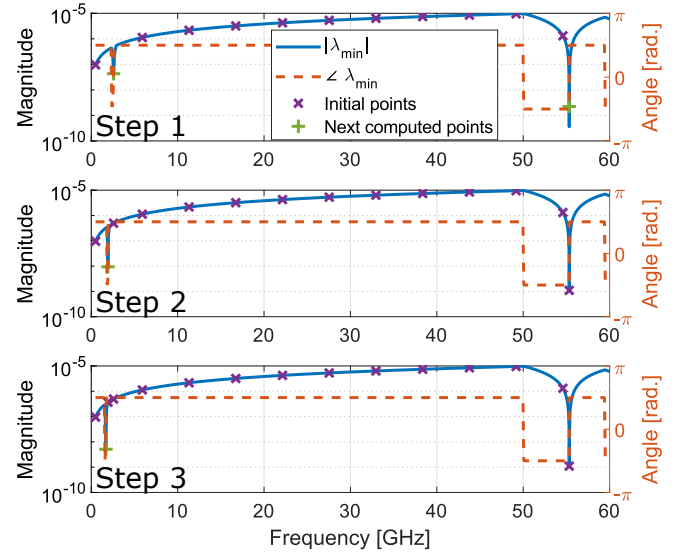 10^-5
π
Magnitude
|λ_min|
∠ λ_min
Initial points
Next computed points
0
Angle [rad.]
Step 1
10^-10
-π
0 10 20 30 40 50 60
10^-5
π
Magnitude
0
Angle [rad.]
Step 2
10^-10
-π
0 10 20 30 40 50 60
10^-5
π
Magnitude
0
Angle [rad.]
Step 3
10^-10
-π
0 10 20 30 40 50 60
Frequency [GHz]